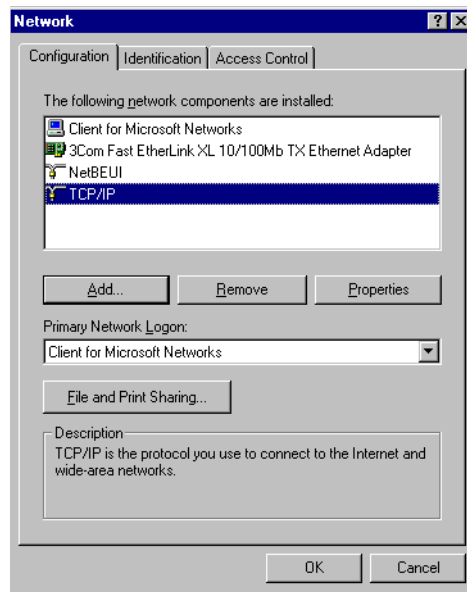 Network
Configuration
Identification
Access Control
The following network components are installed:
Client for Microsoft Networks
3Com Fast EtherLink XL 10/100Mb TX Ethernet Adapter
NetBEUI
TCP/IP
Add...
Remove
Properties
Primary Network Logon:
Client for Microsoft Networks
File and Print Sharing...
Description
TCP/IP is the protocol you use to connect to the Internet and
wide-area networks.
OK
Cancel